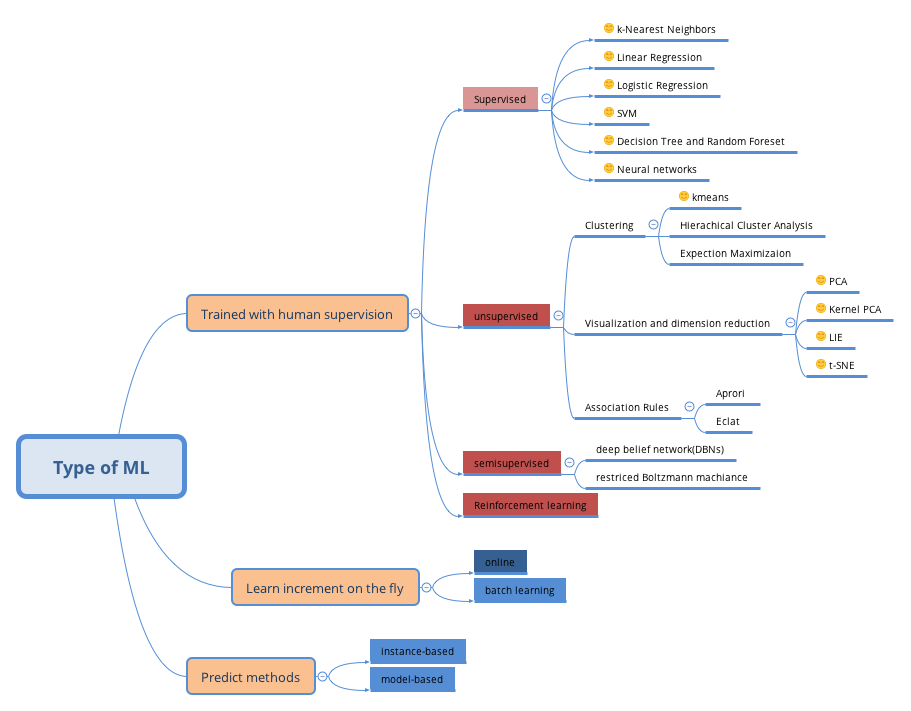 k-Nearest Neighbors
Linear Regression
Logistic Regression
Supervised
SVM
Decision Tree and Random Foreset
Neural networks
kmeans
Clustering
Hierachical Cluster Analysis
Expection Maximizaion
PCA
Trained with human supervision
unsupervised
Visualization and dimension reduction
Kernel PCA
LIE
t-SNE
Aprori
Association Rules
Eclat
Type of ML
semisupervised
deep belief network(DBNs)
restriced Boltzmann machiance
Reinforcement learning
online
Learn increment on the fly
batch learning
instance-based
Predict methods
model-based